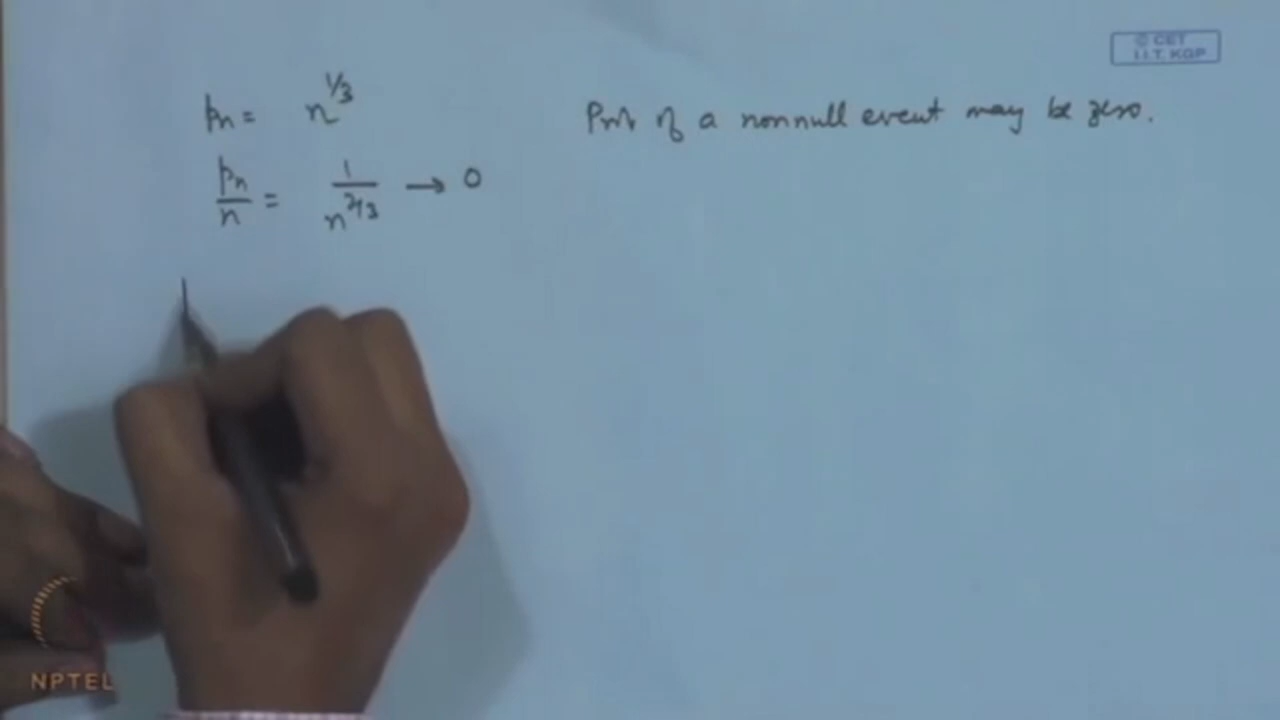 pn = n^1/3
Prob of a nonnull event may be zero.
pn/n = 1/n^2/3 → 0
© CET
I.I.T. KGP
NPTEL